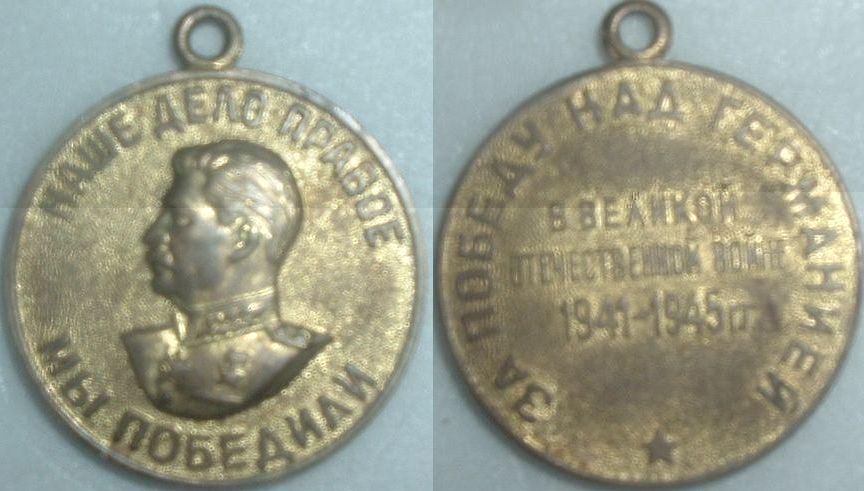 НАШЕ ДЕЛО ПРАВОЕ
МЫ ПОБЕДИЛИ
ЗА ПОБЕДУ НАД ГЕРМАНИЕЙ
В ВЕЛИКОЙ
ОТЕЧЕСТВЕННОЙ ВОЙНЕ
1941-1945 гг